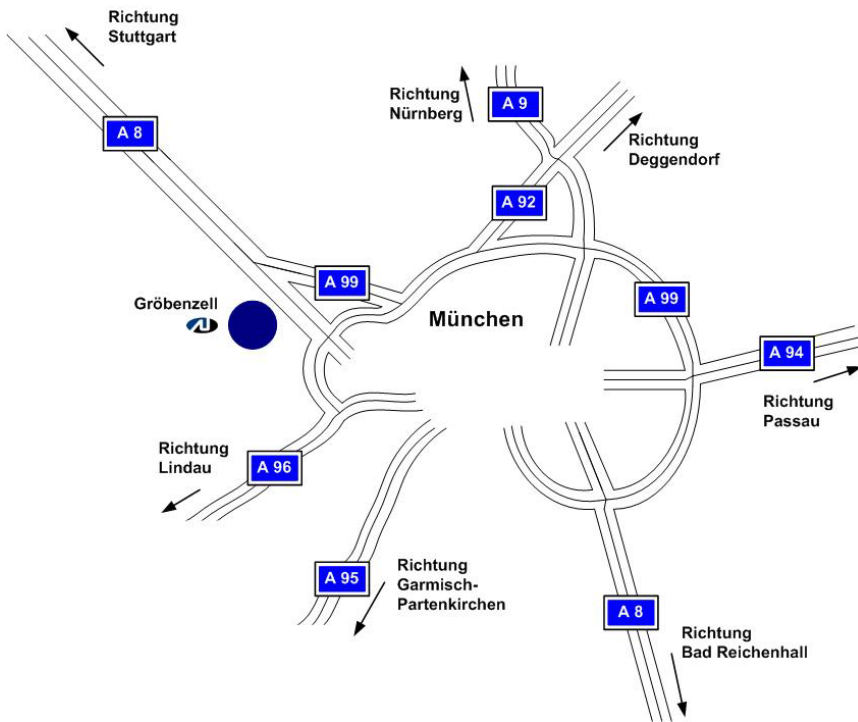 Richtung
Stuttgart
A 8
Richtung
Nürnberg
A 9
Richtung
Deggendorf
A 92
A 99
Gröbenzell
München
A 99
A 94
Richtung
Passau
Richtung
Lindau
A 96
A 95
Richtung
Garmisch-
Partenkirchen
A 8
Richtung
Bad Reichenhall